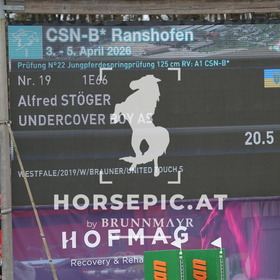 CSN-B* Ranshofen
3. - 5. April 2026
Prüfung N°22 Jungpferdespringprüfung 125 cm RV: A1 CSN-B*
Nr. 19 1E66
Alfred Stöger
UNDERCOVER BOY AS
20.5
WESTFALE/2019/W/BRAUNER/UNITED TOUCH S
HORSEPIC.AT
by BRUNNMAYR
HOFMAG
Recovery & Reha